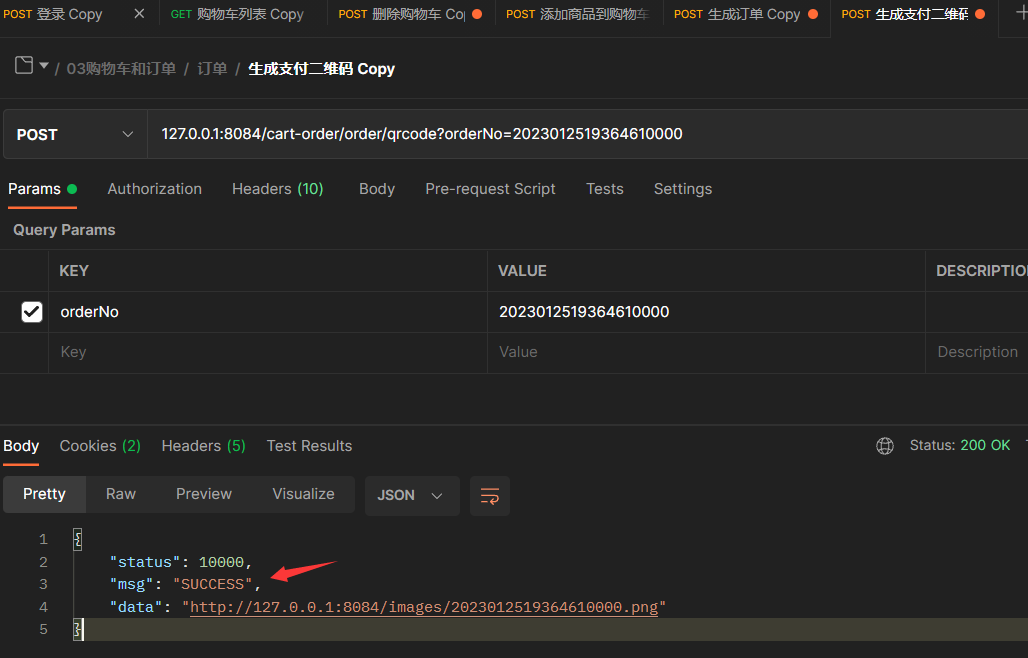 POST 登录 Copy GET 购物车列表 Copy POST 删除购物车 Co POST 添加商品到购物车 POST 生成订单 Copy POST 生成支付二维码
/ 03购物车和订单 / 订单 / 生成支付二维码 Copy
POST 127.0.0.1:8084/cart-order/order/qrcode?orderNo=2023012519364610000
Params Authorization Headers (10) Body Pre-request Script Tests Settings
Query Params
KEY VALUE DESCRIPTIO
orderNo 2023012519364610000
Key Value Description
Body Cookies (2) Headers (5) Test Results Status: 200 OK
Pretty Raw Preview Visualize JSON
1 {
2 "status": 10000,
3 "msg": "SUCCESS",
4 "data": "http://127.0.0.1:8084/images/2023012519364610000.png"
5 }